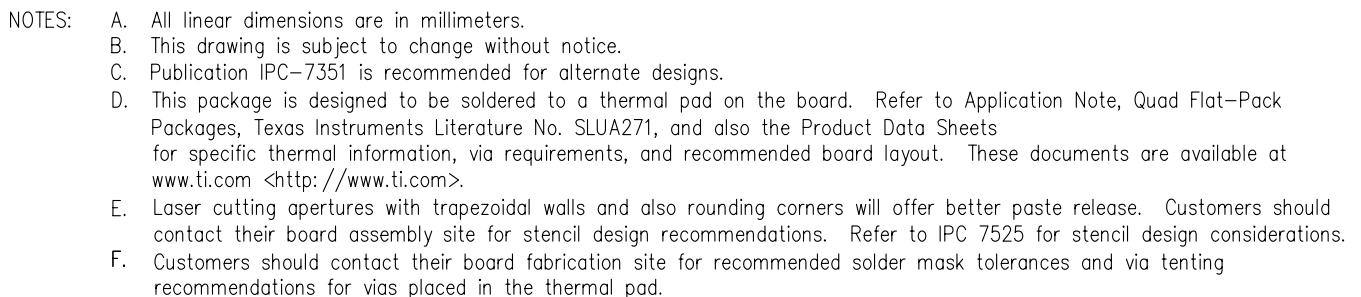 NOTES: A. All linear dimensions are in millimeters.
B. This drawing is subject to change without notice.
C. Publication IPC-7351 is recommended for alternate designs.
D. This package is designed to be soldered to a thermal pad on the board. Refer to Application Note, Quad Flat-Pack
Packages, Texas Instruments Literature No. SLUA271, and also the Product Data Sheets
for specific thermal information, via requirements, and recommended board layout. These documents are available at
www.ti.com <http://www.ti.com>.
E. Laser cutting apertures with trapezoidal walls and also rounding corners will offer better paste release. Customers should
contact their board assembly site for stencil design recommendations. Refer to IPC 7525 for stencil design considerations.
F. Customers should contact their board fabrication site for recommended solder mask tolerances and via tenting
recommendations for vias placed in the thermal pad.